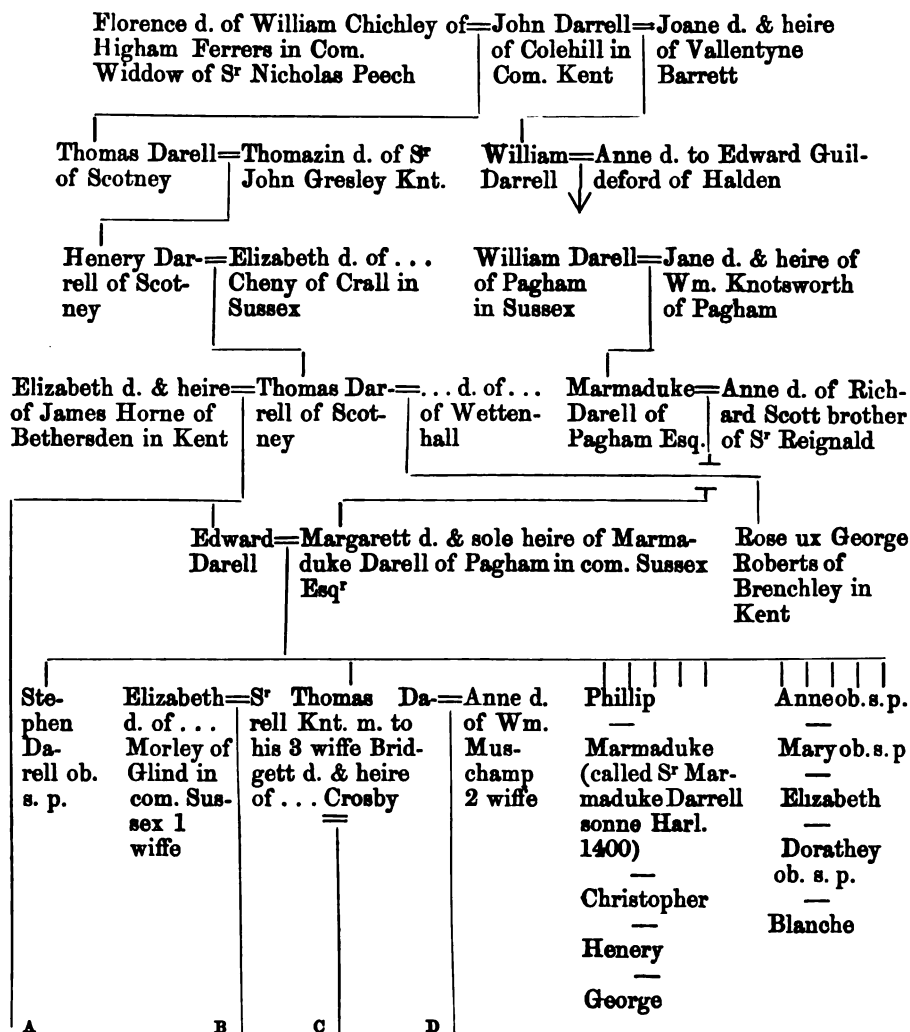 Florence d. of William Chichley of=John Darrell=Joane d. & heire
Higham Ferrers in Com. of Colehill in of Vallentyne
Widdow of Sʳ Nicholas Peech Com. Kent Barrett
Thomas Darell=Thomazin d. of Sʳ William=Anne d. to Edward Guil-
of Scotney John Gresley Knt. Darrell deford of Halden
Henery Dar-=Elizabeth d. of . . . William Darell=Jane d. & heire of
rell of Scot- Cheny of Crall in of Pagham Wm. Knotsworth
ney Sussex in Sussex of Pagham
Elizabeth d. & heire=Thomas Dar-=. . . d. of . . . Marmaduke=Anne d. of Rich-
of James Horne of rell of Scot- of Wetten- Darell of ard Scott brother
Bethersden in Kent ney hall Pagham Esq. of Sʳ Reignald
Edward=Margarett d. & sole heire of Marma- Rose ux George
Darell duke Darell of Pagham in com. Sussex Roberts of
Esqʳ Brenchley in
Kent
Ste- Elizabeth=Sʳ Thomas Da-=Anne d. Phillip Anne ob. s. p.
phen d. of . . . rell Knt. m. to of Wm. —
Da- Morley of his 3 wiffe Brid- Mus- Marmaduke Mary ob. s. p
rell ob. Glind in gett d. & heire champ (called Sʳ Mar- —
s. p. com. Sus- of . . . Crosby 2 wiffe maduke Darrell Elizabeth
sex 1 = sonne Harl. —
wiffe 1400) Dorathey
— ob. s. p.
Christopher —
— Blanche
Henery
—
George
A B C D